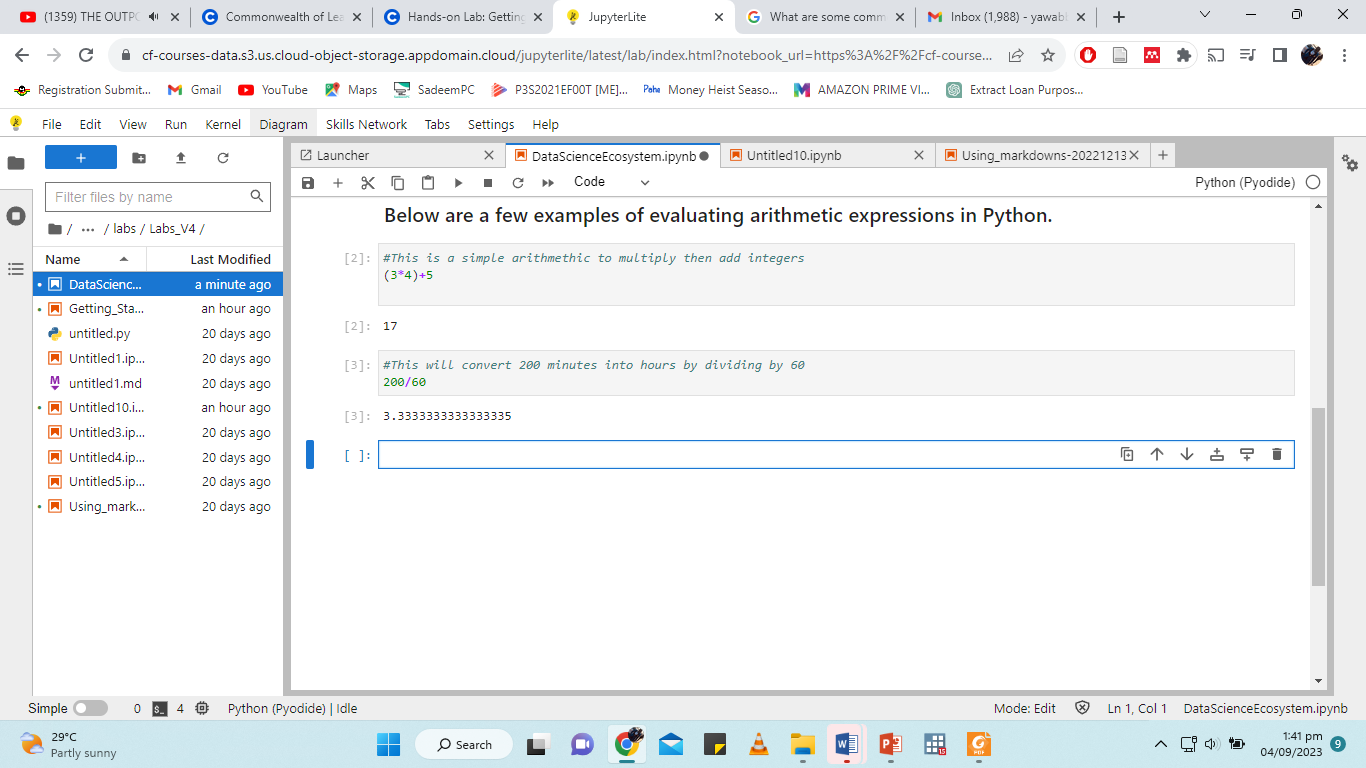 (1359) THE OUTPO
Commonwealth of Lea
Hands-on Lab: Getting
JupyterLite
What are some comm
Inbox (1,988) - yawabl
cf-courses-data.s3.us.cloud-object-storage.appdomain.cloud/jupyterlite/latest/lab/index.html?notebook_url=https%3A%2F%2Fcf-course...
Registration Submit...
Gmail
YouTube
Maps
SadeemPC
P3S2021EF00T [ME]...
Money Heist Seaso...
AMAZON PRIME VI...
Extract Loan Purpos...
File Edit View Run Kernel Diagram Skills Network Tabs Settings Help
Launcher
DataScienceEcosystem.ipynb
Untitled10.ipynb
Using_markdowns-20221213
Filter files by name
/ ... / labs / Labs_V4 /
Name Last Modified
DataScienc... a minute ago
Getting_Sta... an hour ago
untitled.py 20 days ago
Untitled1.ip... 20 days ago
untitled1.md 20 days ago
Untitled10.i... an hour ago
Untitled3.ip... 20 days ago
Untitled4.ip... 20 days ago
Untitled5.ip... 20 days ago
Using_mark... 20 days ago
Code
Python (Pyodide)
Below are a few examples of evaluating arithmetic expressions in Python.
[2]: #This is a simple arithmethic to multiply then add integers
(3*4)+5
[2]: 17
[3]: #This will convert 200 minutes into hours by dividing by 60
200/60
[3]: 3.3333333333333335
[ ]:
Simple 0 4 Python (Pyodide) | Idle
Mode: Edit Ln 1, Col 1 DataScienceEcosystem.ipynb
29°C
Partly sunny
Search
1:41 pm
04/09/2023
9